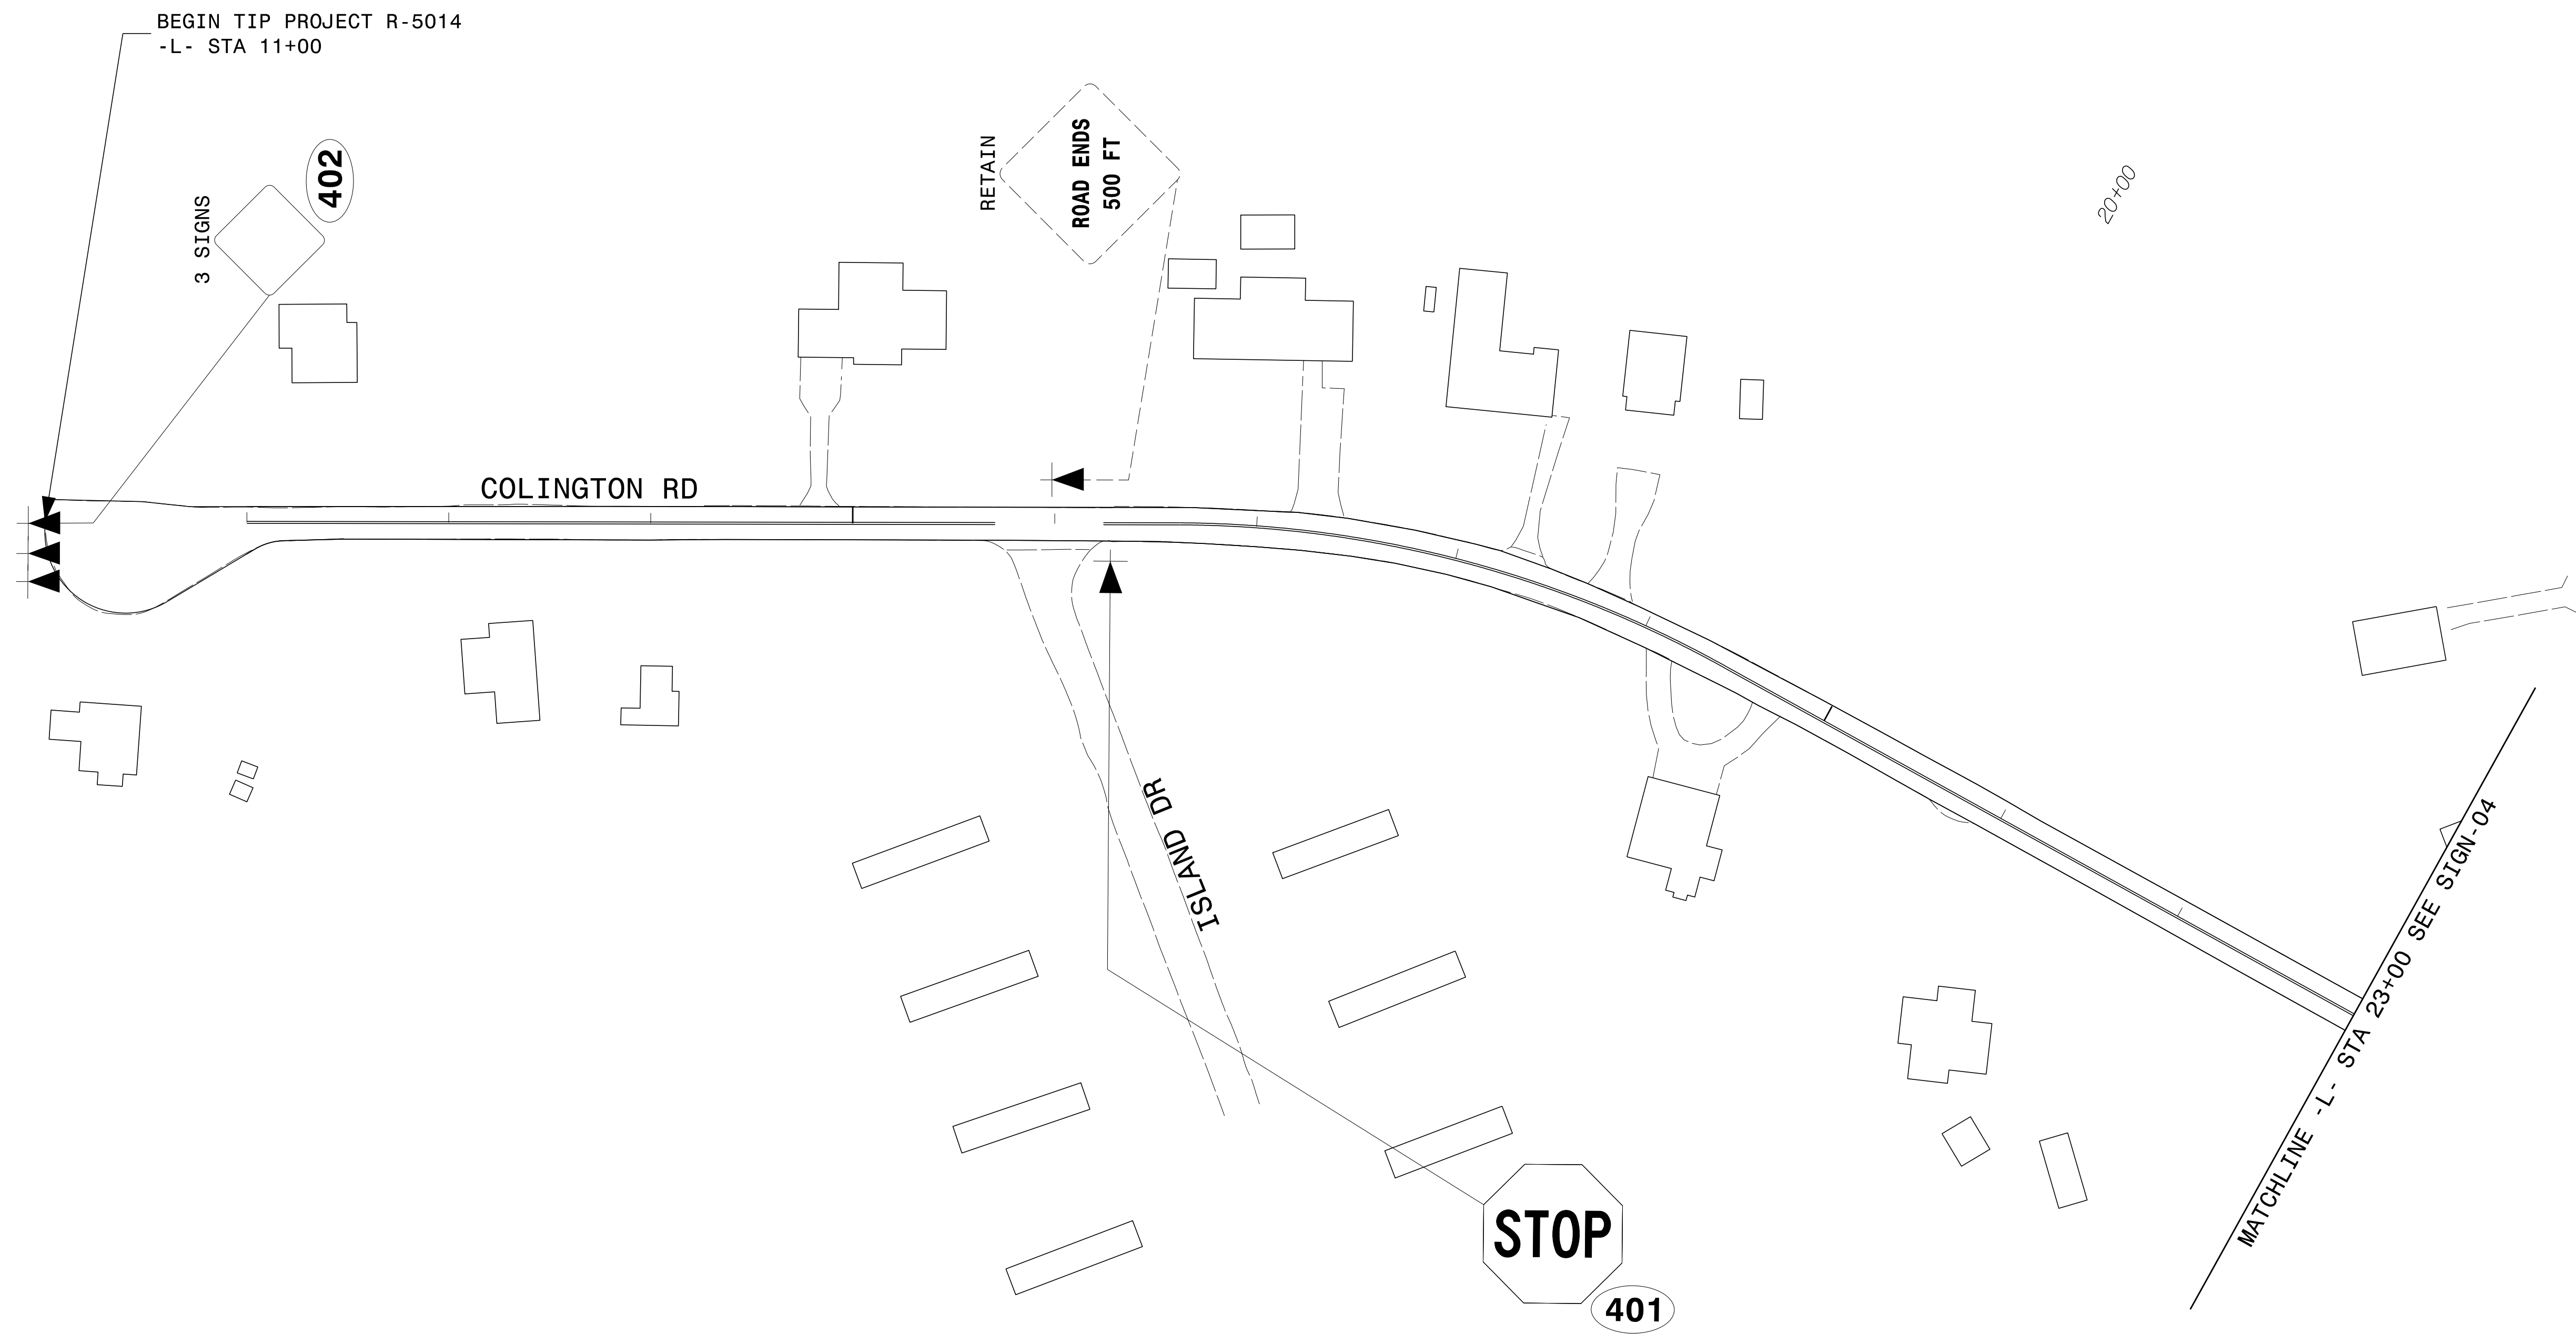 BEGIN TIP PROJECT R-5014
-L- STA 11+00
3 SIGNS
402
RETAIN
ROAD ENDS
500 FT
20+00
COLINGTON RD
ISLAND DR
MATCHLINE -L- STA 23+00 SEE SIGN-04
STOP
401